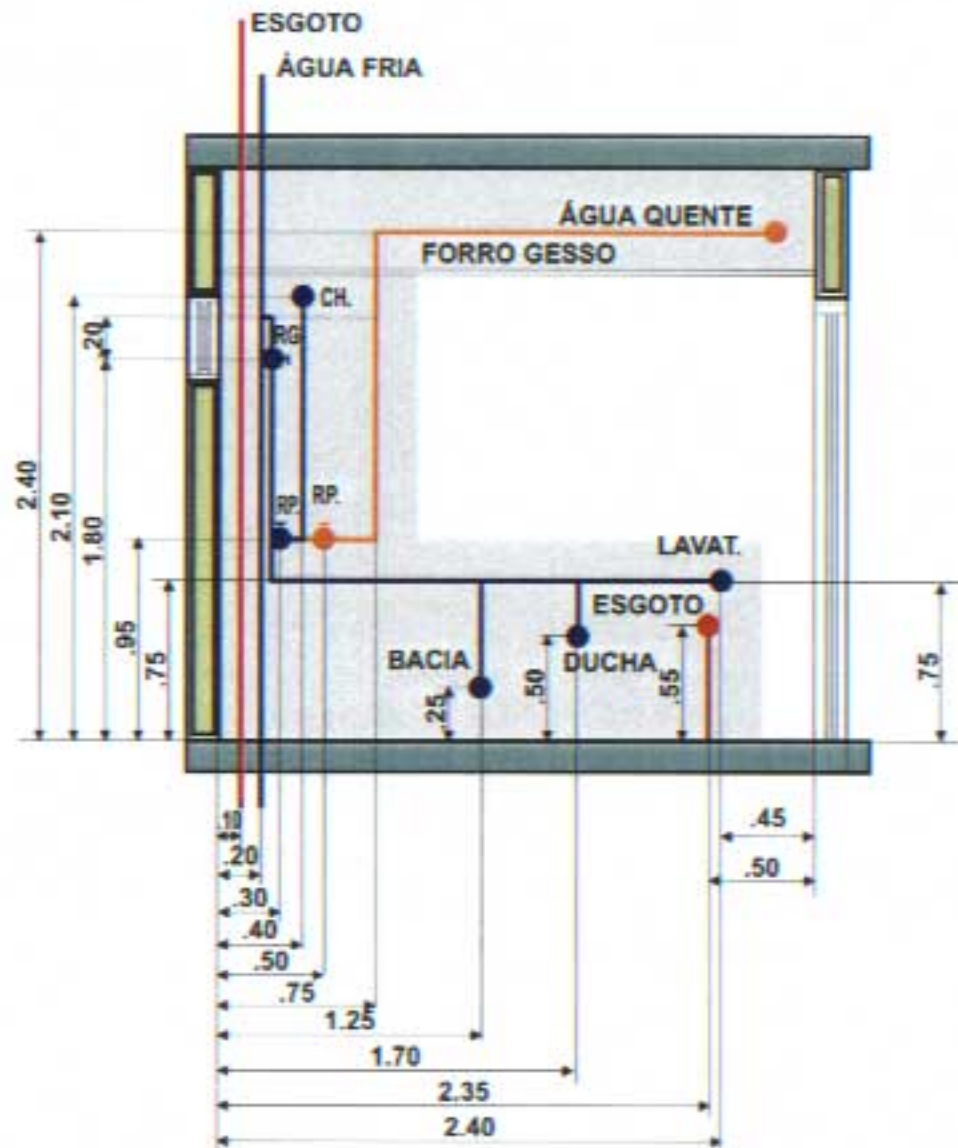 ESGOTO
ÁGUA FRIA
ÁGUA QUENTE
FORRO GESSO
CH.
RG
.20
2.40
2.10
1.80
RP.
RP.
LAVAT.
ESGOTO
.95
.75
BACIA
DUCHA
.25
.50
.55
.75
.10
.20
.30
.40
.50
.75
1.25
1.70
2.35
2.40
.45
.50